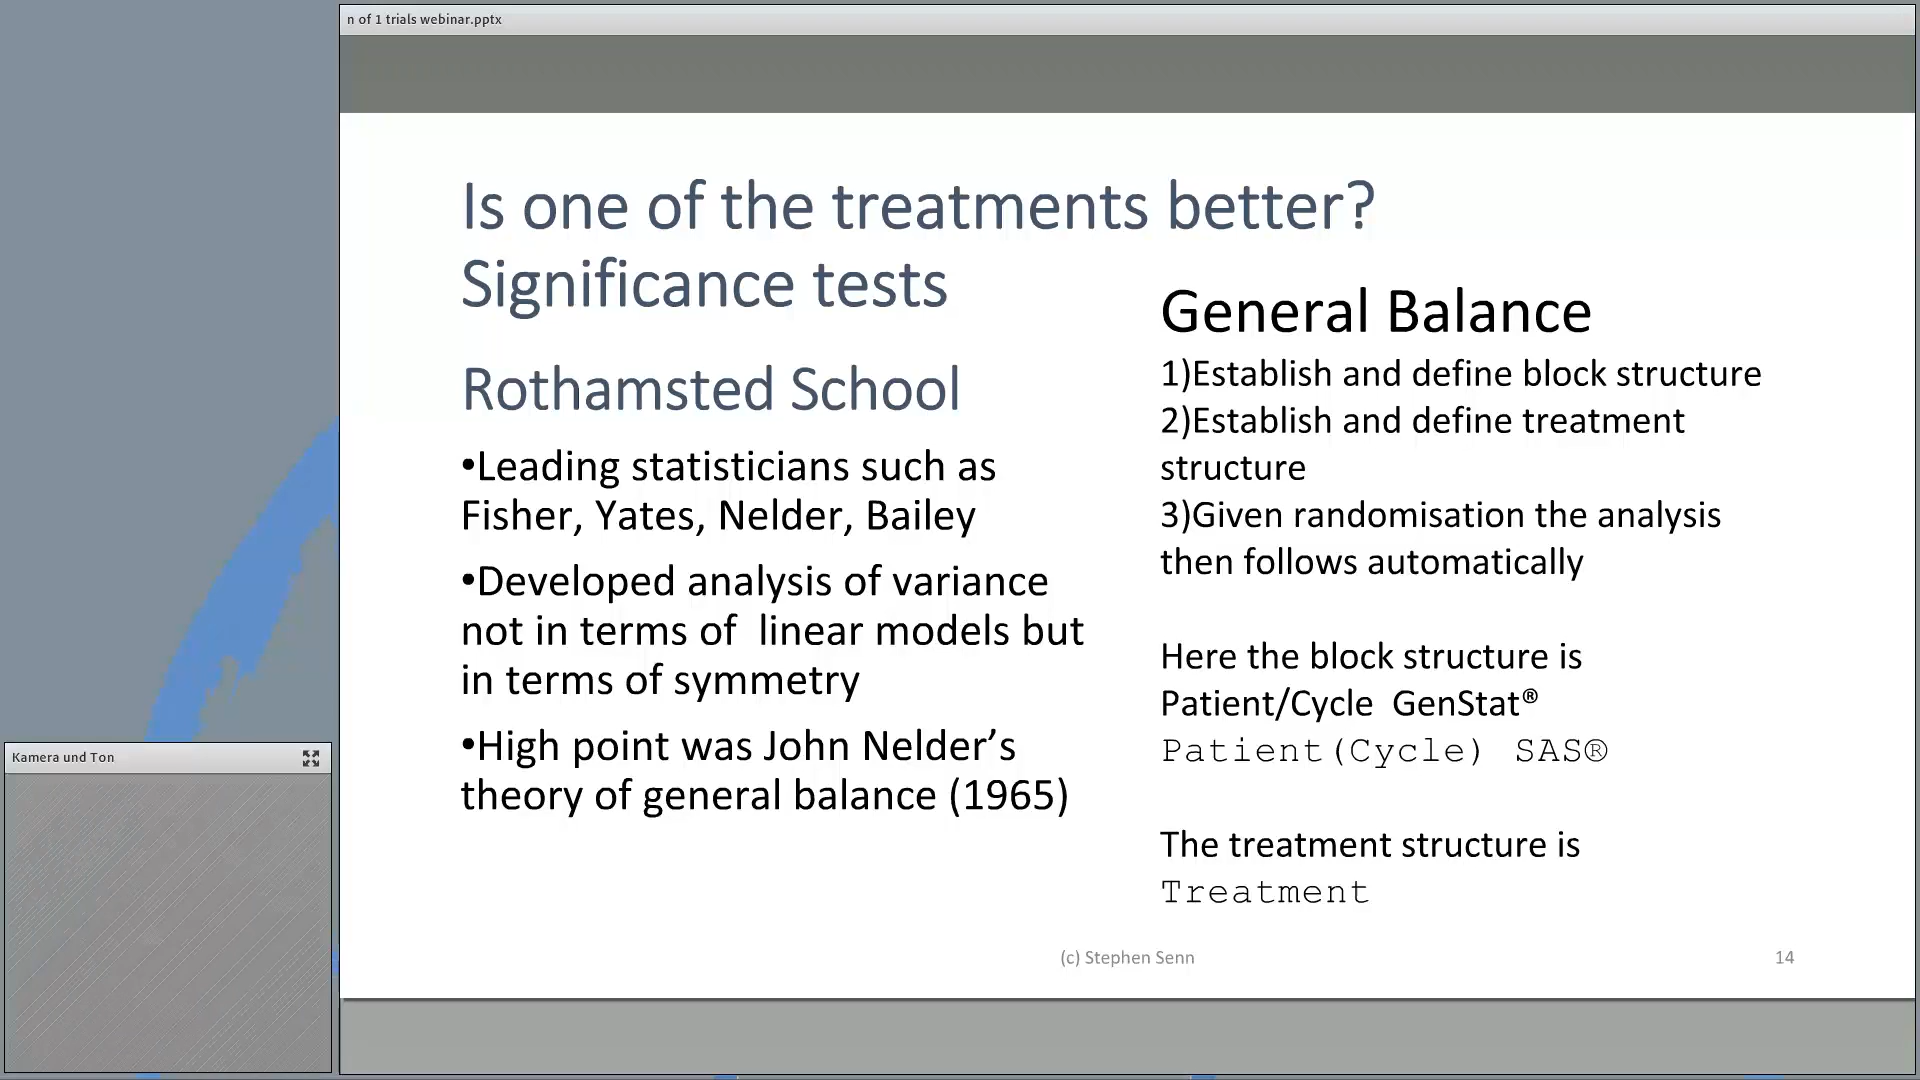 n of 1 trials webinar.pptx
Is one of the treatments better?
Significance tests
Rothamsted School
•Leading statisticians such as
Fisher, Yates, Nelder, Bailey
•Developed analysis of variance
not in terms of  linear models but
in terms of symmetry
•High point was John Nelder’s
theory of general balance (1965)
General Balance
1)Establish and define block structure
2)Establish and define treatment
structure
3)Given randomisation the analysis
then follows automatically
Here the block structure is
Patient/Cycle  GenStat®
Patient(Cycle) SAS®
The treatment structure is
Treatment
(c) Stephen Senn
14
Kamera und Ton